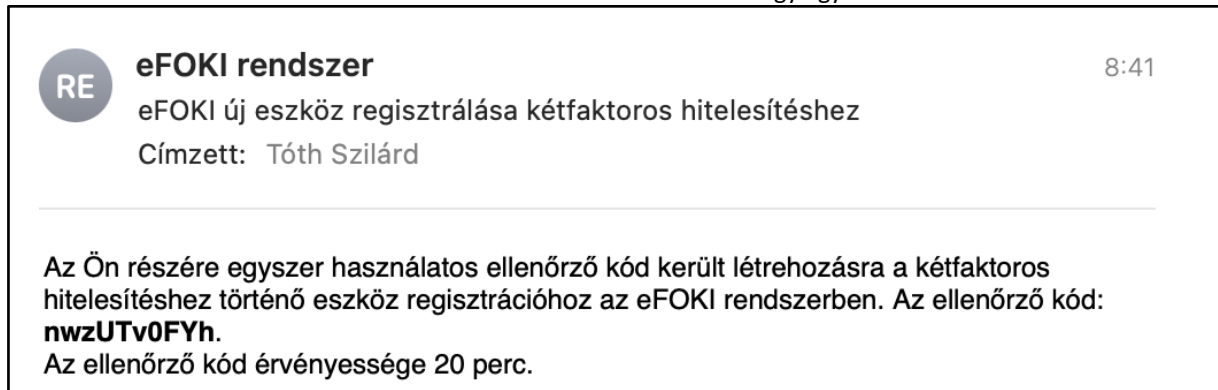 RE
eFOKI rendszer
8:41
eFOKI új eszköz regisztrálása kétfaktoros hitelesítéshez
Címzett: Tóth Szilárd
Az Ön részére egyszer használatos ellenőrző kód került létrehozásra a kétfaktoros
hitelesítéshez történő eszköz regisztrációhoz az eFOKI rendszerben. Az ellenőrző kód:
nwzUTv0FYh.
Az ellenőrző kód érvényessége 20 perc.